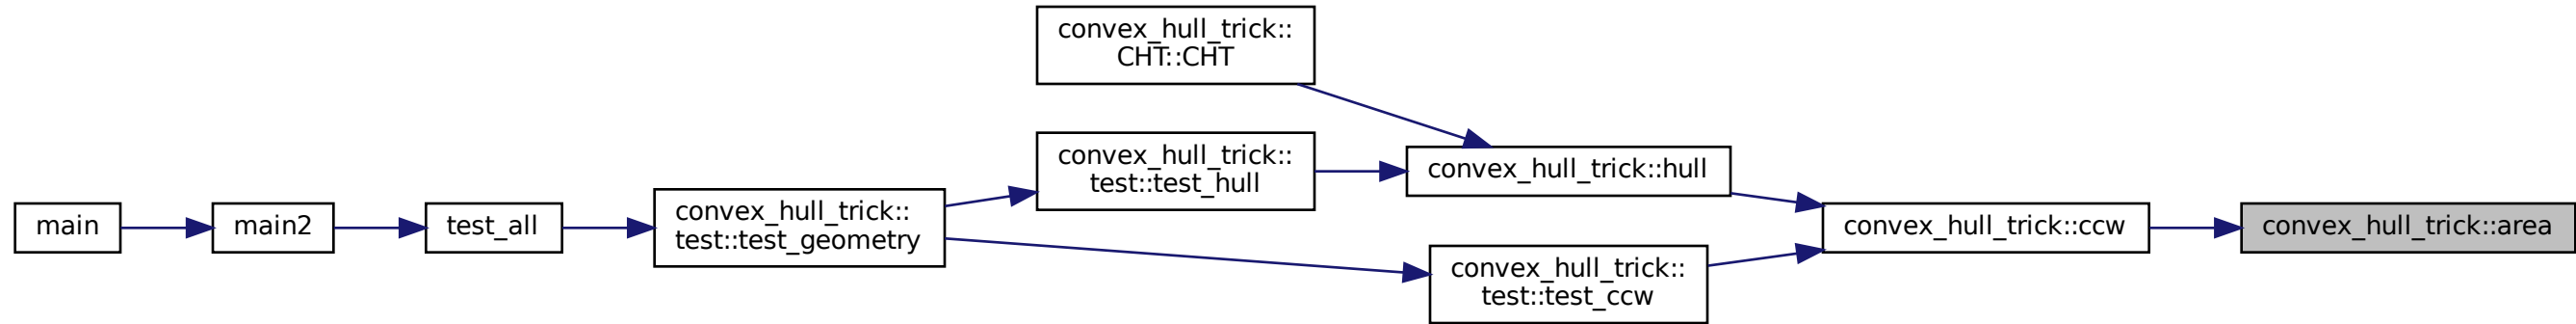 main
main2
test_all
convex_hull_trick::
test::test_geometry
convex_hull_trick::
CHT::CHT
convex_hull_trick::
test::test_hull
convex_hull_trick::hull
convex_hull_trick::
test::test_ccw
convex_hull_trick::ccw
convex_hull_trick::area